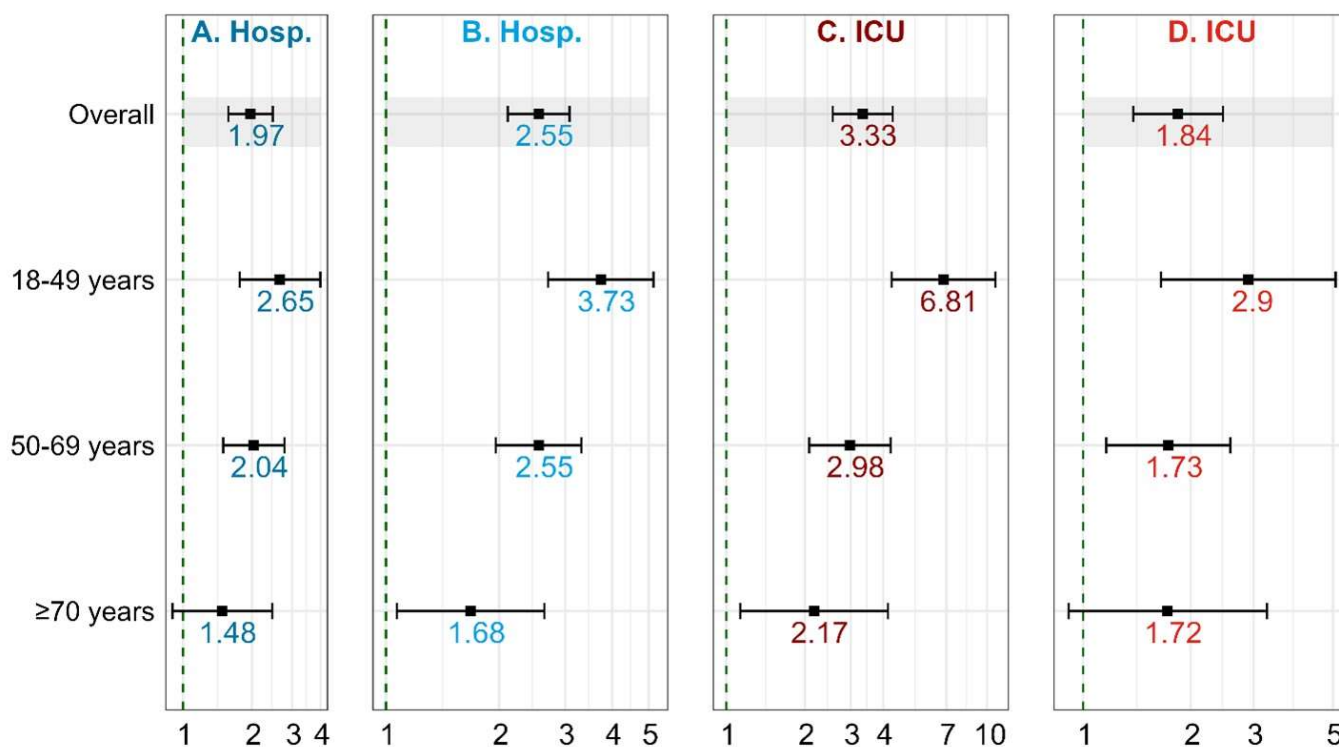 A. Hosp. B. Hosp. C. ICU D. ICU
Overall 1.97 2.55 3.33 1.84
18-49 years 2.65 3.73 6.81 2.9
50-69 years 2.04 2.55 2.98 1.73
≥70 years 1.48 1.68 2.17 1.72
1 2 3 4 1 2 3 5 1 2 3 4 7 10 1 2 3 5